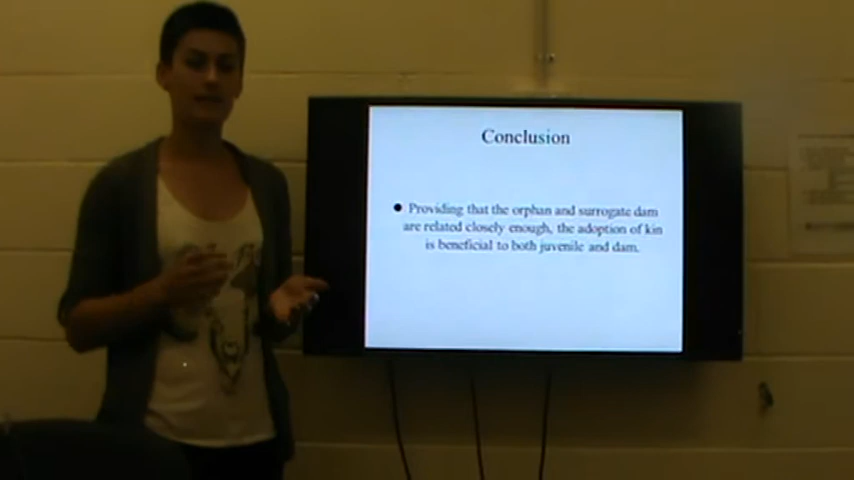 Conclusion
Providing that the orphan and surrogate dam
are related closely enough, the adoption of kin
is beneficial to both juvenile and dam.